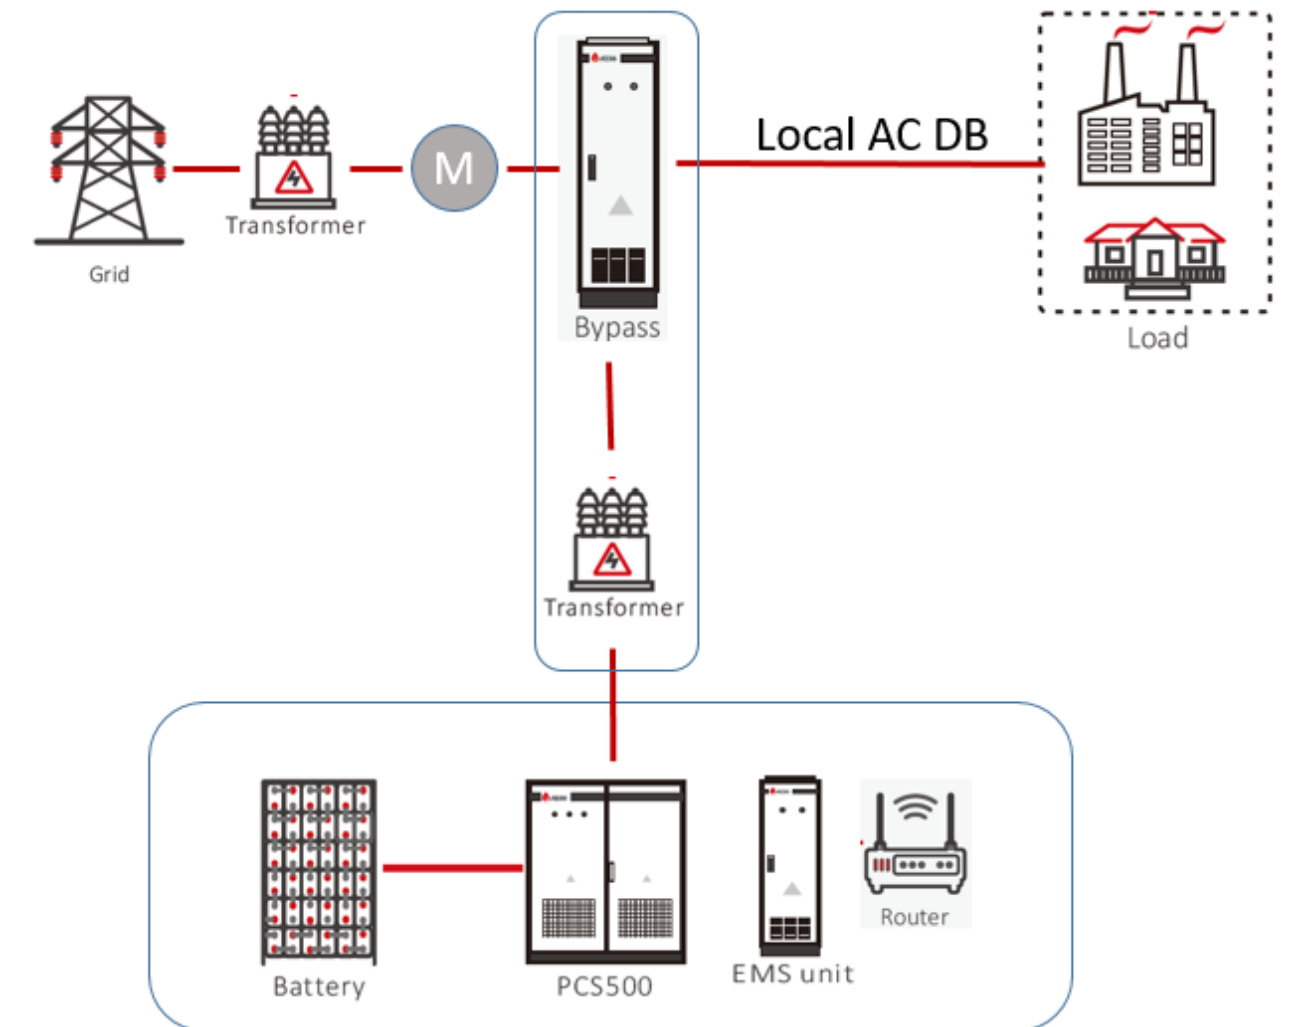 Local AC DB
M
Transformer
Grid
Bypass
Load
Transformer
Router
Battery
PCS500
EMS unit